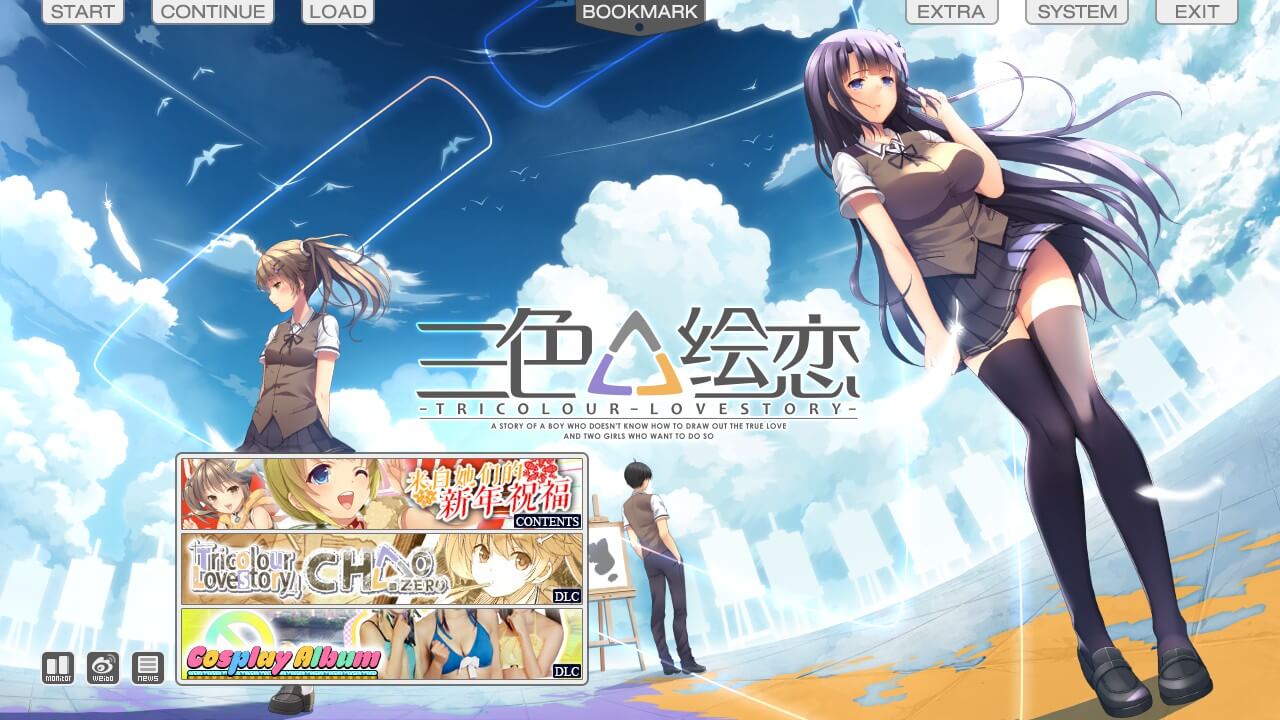 START
CONTINUE
LOAD
BOOKMARK
EXTRA
SYSTEM
EXIT
三色绘恋
-TRICOLOUR-LOVESTORY-
A STORY OF A BOY WHO DOESN'T KNOW HOW TO DRAW OUT THE TRUE LOVE
AND TWO GIRLS WHO WANT TO DO SO
来自她们的
新年祝福
CONTENTS
Tricolour
Lovestory
CHAO
.ZERO
DLC
Cosplay Album
DLC
monitor
weibo
news